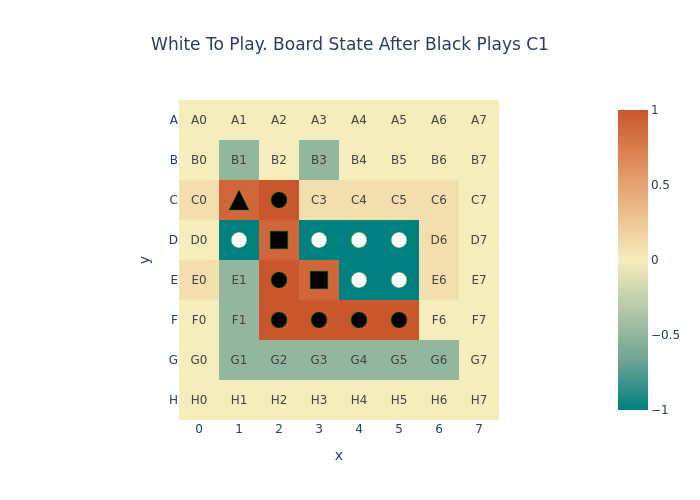 White To Play. Board State After Black Plays C1
A A0 A1 A2 A3 A4 A5 A6 A7
B B0 B1 B2 B3 B4 B5 B6 B7
C C0 C3 C4 C5 C6 C7
D D0 D6 D7
E E0 E1 E6 E7
F F0 F1 F6 F7
G G0 G1 G2 G3 G4 G5 G6 G7
H H0 H1 H2 H3 H4 H5 H6 H7
0 1 2 3 4 5 6 7
x
y
1
0.5
0
−0.5
−1